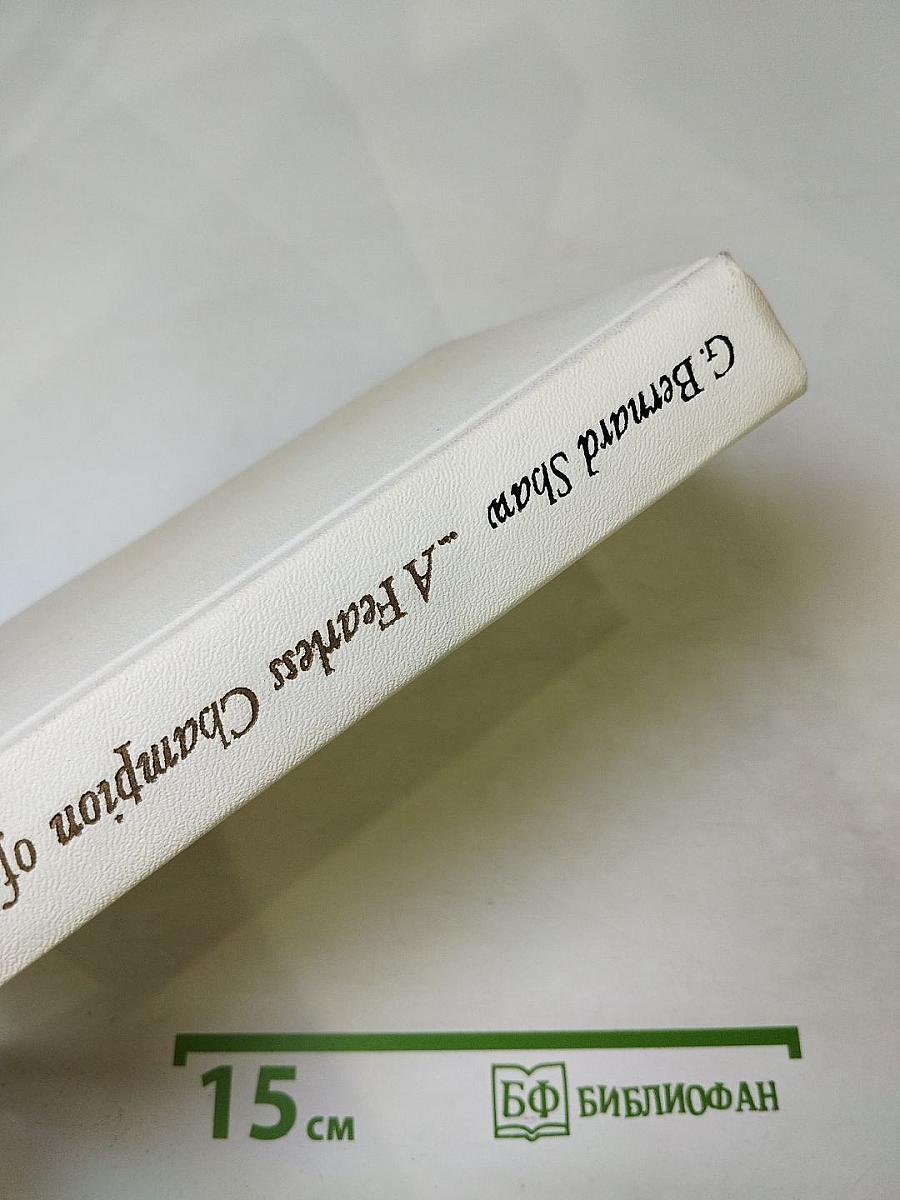 G. Bernard Shaw ...A Fearless Champion of
15 см
БФ БИБЛИОФАН